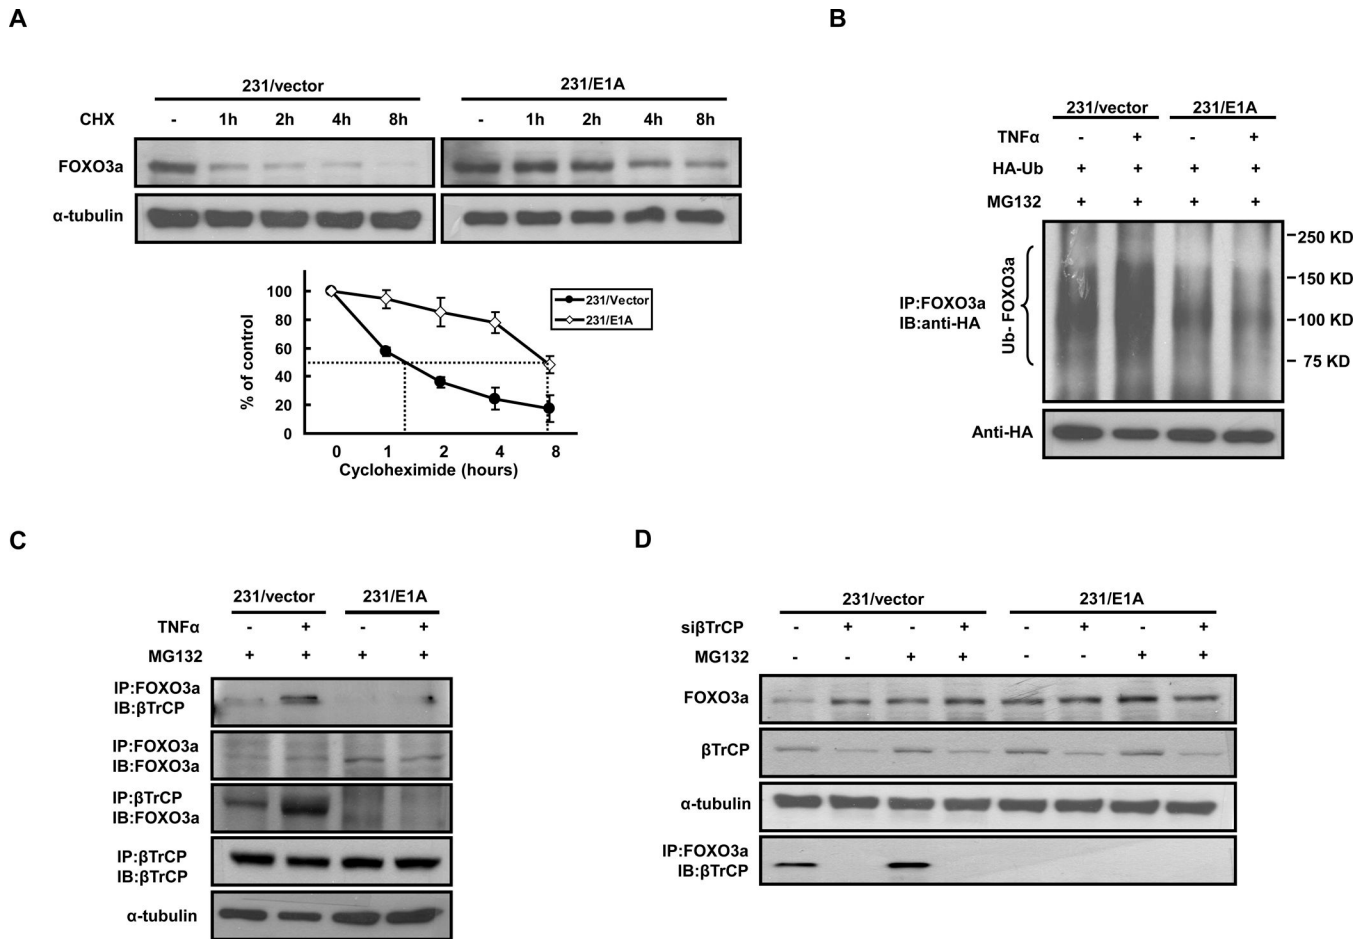 A
231/vector 231/E1A
CHX - 1h 2h 4h 8h - 1h 2h 4h 8h
FOXO3a
α-tubulin
% of control
100
80
60
40
20
0
231/Vector
231/E1A
0 1 2 4 8
Cycloheximide (hours)
B
231/vector 231/E1A
TNFα - + - +
HA-Ub + + + +
MG132 + + + +
IP:FOXO3a
IB:anti-HA
Ub- FOXO3a
250 KD
150 KD
100 KD
75 KD
Anti-HA
C
231/vector 231/E1A
TNFα - + - +
MG132 + + + +
IP:FOXO3a
IB:βTrCP
IP:FOXO3a
IB:FOXO3a
IP:βTrCP
IB:FOXO3a
IP:βTrCP
IB:βTrCP
α-tubulin
D
231/vector 231/E1A
siβTrCP - + - + - + - +
MG132 - - + + - - + +
FOXO3a
βTrCP
α-tubulin
IP:FOXO3a
IB:βTrCP